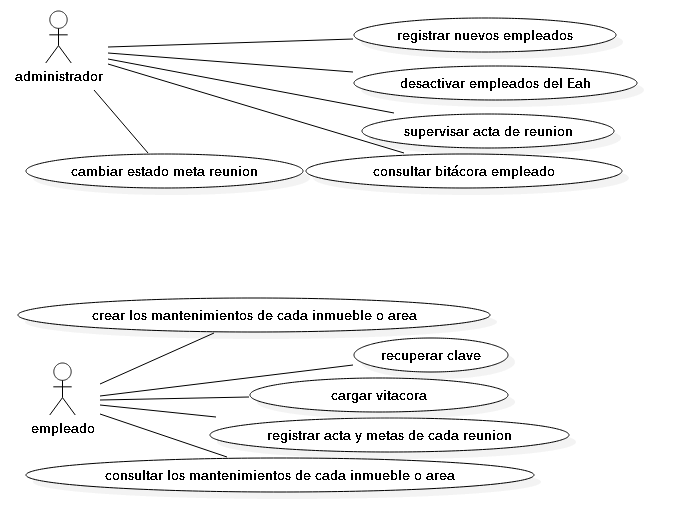 registrar nuevos empleados
administrador
desactivar empleados del Eah
supervisar acta de reunion
cambiar estado meta reunion
consultar bitácora empleado
crear los mantenimientos de cada inmueble o area
recuperar clave
cargar vitacora
empleado
registrar acta y metas de cada reunion
consultar los mantenimientos de cada inmueble o area